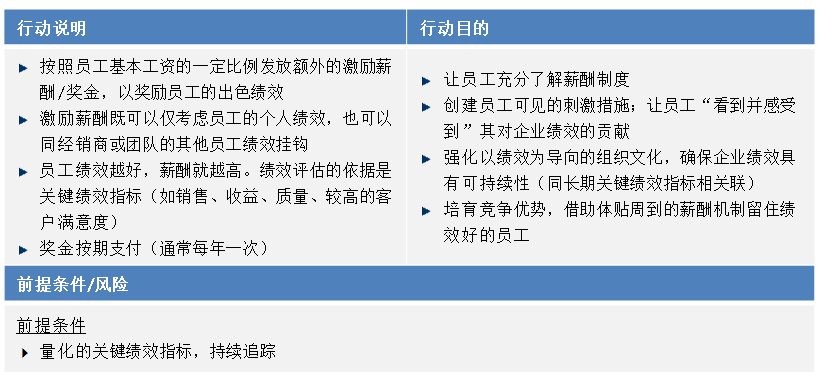 行动说明
按照员工基本工资的一定比例发放额外的激励薪
酬/奖金，以奖励员工的出色绩效
激励薪酬既可以仅考虑员工的个人绩效，也可以
同经销商或团队的其他员工绩效挂钩
员工绩效越好，薪酬就越高。绩效评估的依据是
关键绩效指标（如销售、收益、质量、较高的客
户满意度）
奖金按期支付（通常每年一次）
行动目的
让员工充分了解薪酬制度
创建员工可见的刺激措施；让员工“看到并感受
到”其对企业绩效的贡献
强化以绩效为导向的组织文化，确保企业绩效具
有可持续性（同长期关键绩效指标相关联）
培育竞争优势，借助体贴周到的薪酬机制留住绩
效好的员工
前提条件/风险
前提条件
量化的关键绩效指标，持续追踪